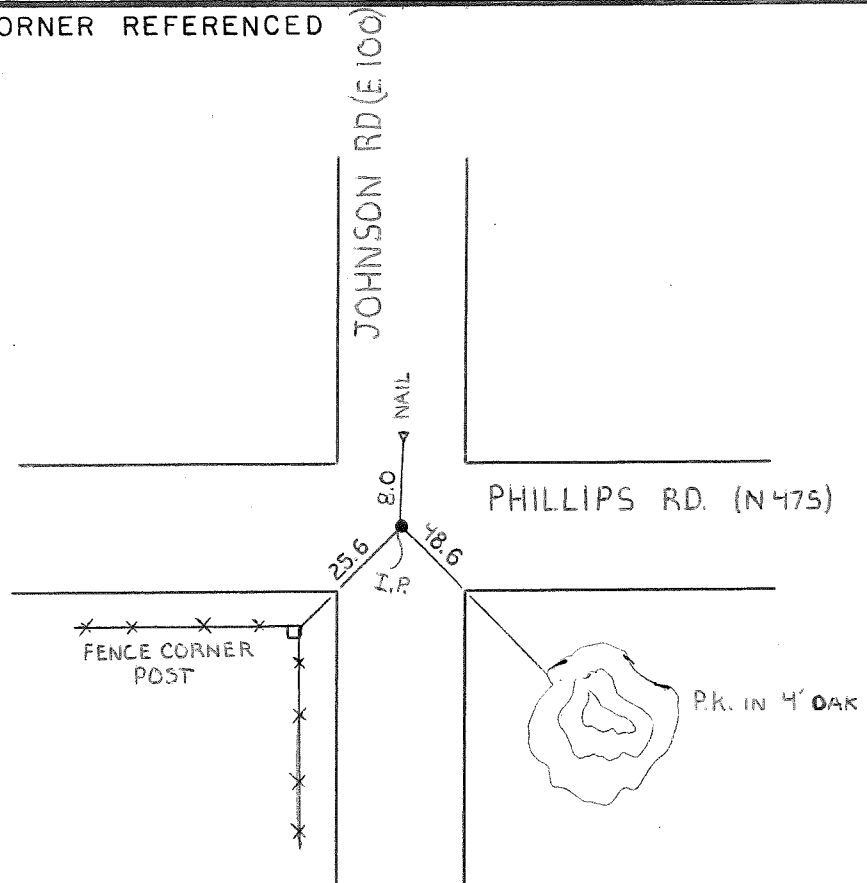 ORNER REFERENCED
JOHNSON RD (E.100)
NAIL
8.0
PHILLIPS RD. (N 475)
25.6
48.6
I.P.
FENCE CORNER
POST
P.K. IN 4' OAK